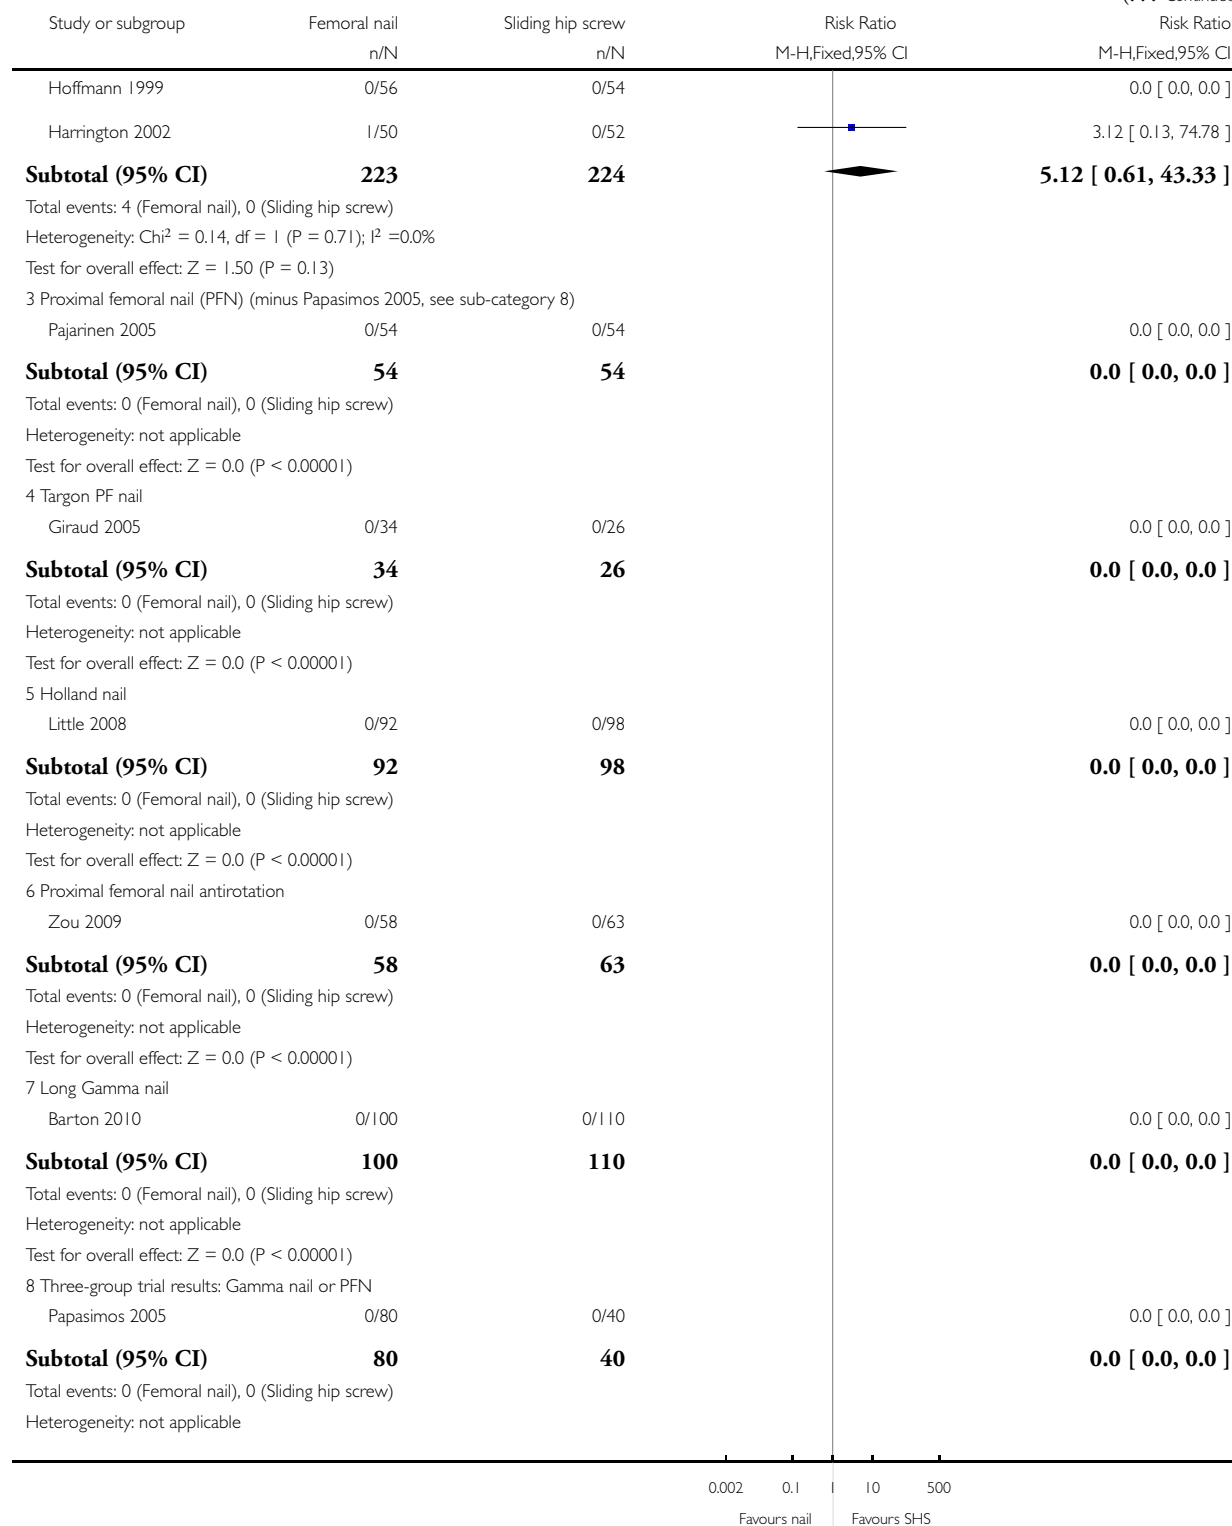 Study or subgroup Femoral nail Sliding hip screw Risk Ratio Risk Ratio
n/N n/N M-H,Fixed,95% CI M-H,Fixed,95% CI
Hoffmann 1999 0/56 0/54 0.0 [ 0.0, 0.0 ]
Harrington 2002 1/50 0/52 3.12 [ 0.13, 74.78 ]
Subtotal (95% CI) 223 224 5.12 [ 0.61, 43.33 ]
Total events: 4 (Femoral nail), 0 (Sliding hip screw)
Heterogeneity: Chi² = 0.14, df = 1 (P = 0.71); I² =0.0%
Test for overall effect: Z = 1.50 (P = 0.13)
3 Proximal femoral nail (PFN) (minus Papasimos 2005, see sub-category 8)
Pajarinen 2005 0/54 0/54 0.0 [ 0.0, 0.0 ]
Subtotal (95% CI) 54 54 0.0 [ 0.0, 0.0 ]
Total events: 0 (Femoral nail), 0 (Sliding hip screw)
Heterogeneity: not applicable
Test for overall effect: Z = 0.0 (P < 0.00001)
4 Targon PF nail
Giraud 2005 0/34 0/26 0.0 [ 0.0, 0.0 ]
Subtotal (95% CI) 34 26 0.0 [ 0.0, 0.0 ]
Total events: 0 (Femoral nail), 0 (Sliding hip screw)
Heterogeneity: not applicable
Test for overall effect: Z = 0.0 (P < 0.00001)
5 Holland nail
Little 2008 0/92 0/98 0.0 [ 0.0, 0.0 ]
Subtotal (95% CI) 92 98 0.0 [ 0.0, 0.0 ]
Total events: 0 (Femoral nail), 0 (Sliding hip screw)
Heterogeneity: not applicable
Test for overall effect: Z = 0.0 (P < 0.00001)
6 Proximal femoral nail antirotation
Zou 2009 0/58 0/63 0.0 [ 0.0, 0.0 ]
Subtotal (95% CI) 58 63 0.0 [ 0.0, 0.0 ]
Total events: 0 (Femoral nail), 0 (Sliding hip screw)
Heterogeneity: not applicable
Test for overall effect: Z = 0.0 (P < 0.00001)
7 Long Gamma nail
Barton 2010 0/100 0/110 0.0 [ 0.0, 0.0 ]
Subtotal (95% CI) 100 110 0.0 [ 0.0, 0.0 ]
Total events: 0 (Femoral nail), 0 (Sliding hip screw)
Heterogeneity: not applicable
Test for overall effect: Z = 0.0 (P < 0.00001)
8 Three-group trial results: Gamma nail or PFN
Papasimos 2005 0/80 0/40 0.0 [ 0.0, 0.0 ]
Subtotal (95% CI) 80 40 0.0 [ 0.0, 0.0 ]
Total events: 0 (Femoral nail), 0 (Sliding hip screw)
Heterogeneity: not applicable
0.002 0.1 1 10 500
Favours nail Favours SHS